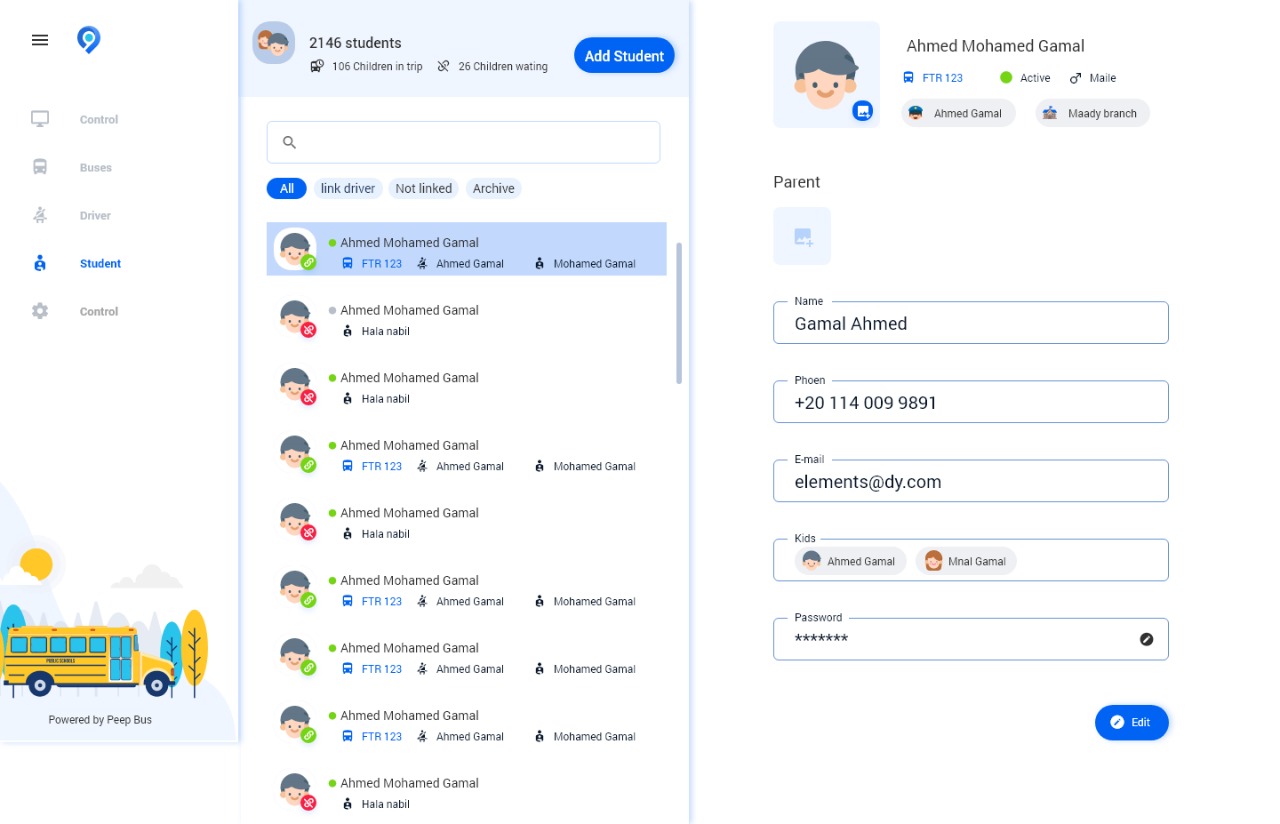 Control
Buses
Driver
Student
Control
PUBLIC SCHOOLS
Powered by Peep Bus
2146 students
106 Children in trip 26 Children wating
Add Student
All link driver Not linked Archive
Ahmed Mohamed Gamal
FTR 123 Ahmed Gamal Mohamed Gamal
Ahmed Mohamed Gamal
Hala nabil
Ahmed Mohamed Gamal
Hala nabil
Ahmed Mohamed Gamal
FTR 123 Ahmed Gamal Mohamed Gamal
Ahmed Mohamed Gamal
Hala nabil
Ahmed Mohamed Gamal
FTR 123 Ahmed Gamal Mohamed Gamal
Ahmed Mohamed Gamal
FTR 123 Ahmed Gamal Mohamed Gamal
Ahmed Mohamed Gamal
FTR 123 Ahmed Gamal Mohamed Gamal
Ahmed Mohamed Gamal
Hala nabil
Ahmed Mohamed Gamal
FTR 123 Active Maile
Ahmed Gamal Maady branch
Parent
Name
Gamal Ahmed
Phoen
+20 114 009 9891
E-mail
elements@dy.com
Kids
Ahmed Gamal Mnal Gamal
Password
*******
Edit